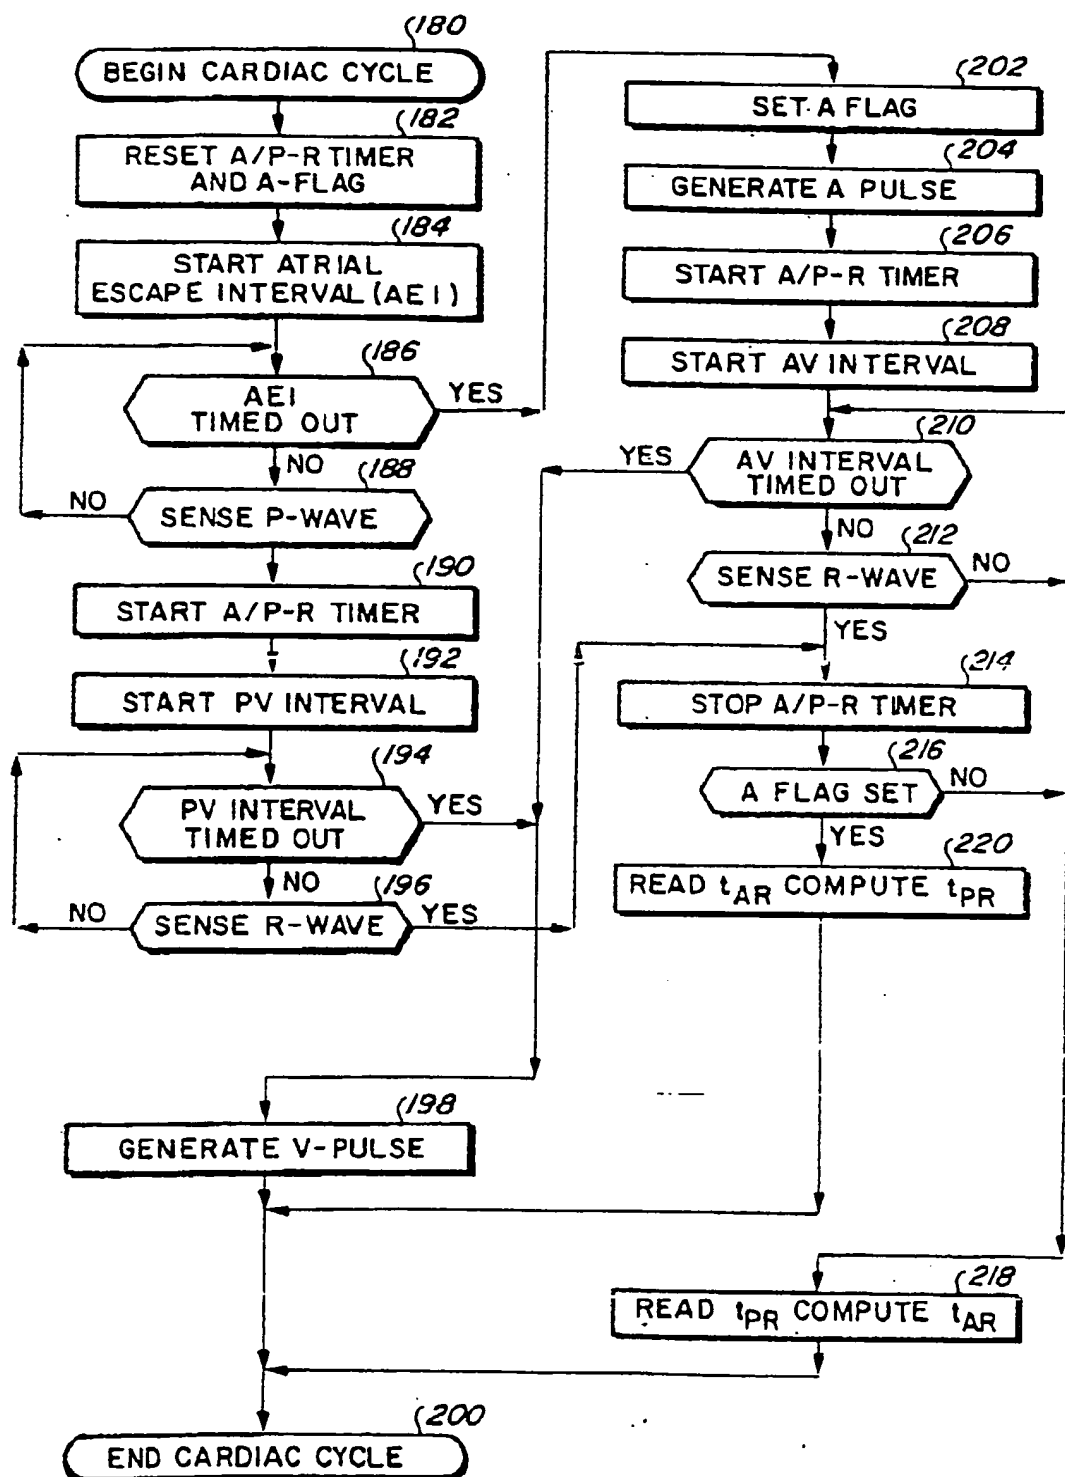 180
BEGIN CARDIAC CYCLE
182
RESET A/P-R TIMER
AND A-FLAG
184
START ATRIAL
ESCAPE INTERVAL (AEI)
186
AEI
TIMED OUT
YES
NO
188
SENSE P-WAVE
NO
190
START A/P-R TIMER
192
START PV INTERVAL
194
PV INTERVAL
TIMED OUT
YES
NO
196
SENSE R-WAVE
NO
YES
198
GENERATE V-PULSE
200
END CARDIAC CYCLE
202
SET A FLAG
204
GENERATE A PULSE
206
START A/P-R TIMER
208
START AV INTERVAL
210
AV INTERVAL
TIMED OUT
YES
NO
212
SENSE R-WAVE
NO
YES
214
STOP A/P-R TIMER
216
A FLAG SET
NO
YES
220
READ tAR COMPUTE tPR
218
READ tPR COMPUTE tAR